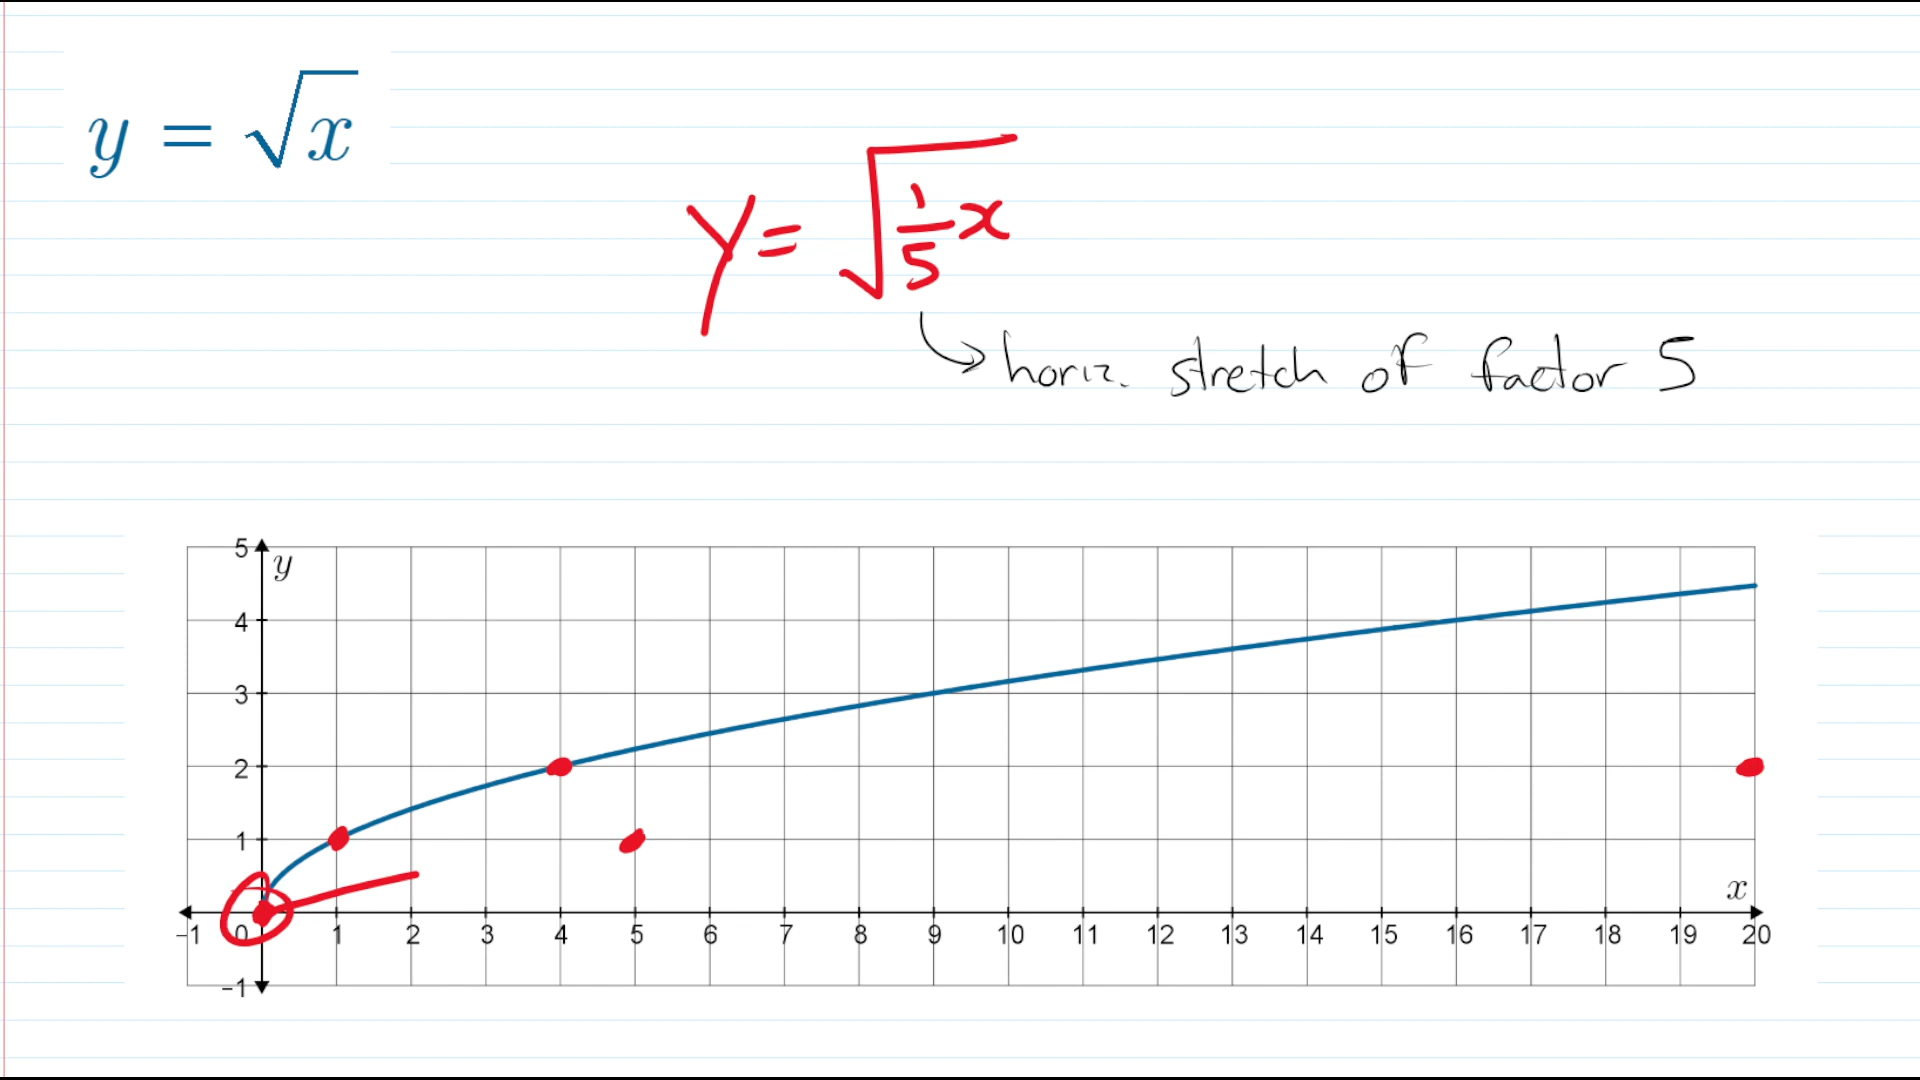 y = √x
y = √(1/5 x)
horiz. stretch of factor 5
5 y
4
3
2
1
x
−1 0 1 2 3 4 5 6 7 8 9 10 11 12 13 14 15 16 17 18 19 20
−1